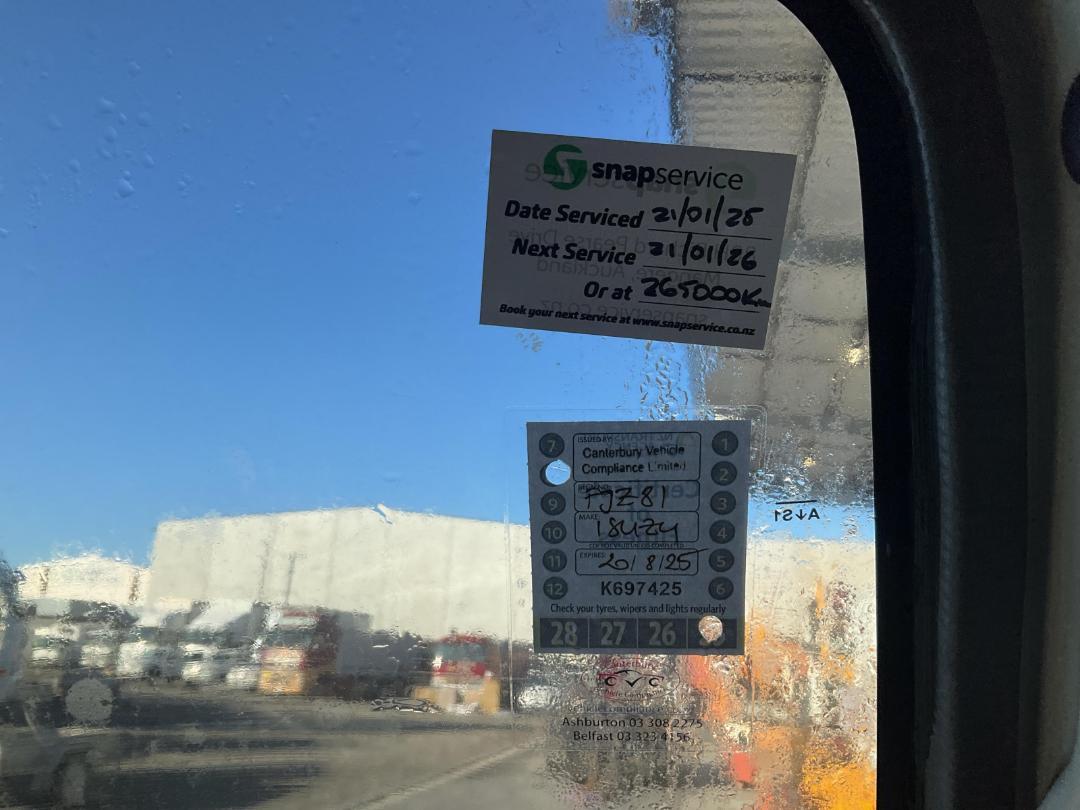 snapservice
Date Serviced 21/01/25
Next Service 21/01/26
Or at 265000Km
Book your next service at www.snapservice.co.nz
7 ISSUED BY: 1
Canterbury Vehicle
Compliance Limited
2
9 FJZ81 3
10 MAKE: ISUZU 4
11 EXPIRES: 20/8/25 5
12 K697425 6
Check your tyres, wipers and lights regularly
28 27 26
Canterbury
CVC
Ashburton 03 308 2275
Belfast 03 323 4156